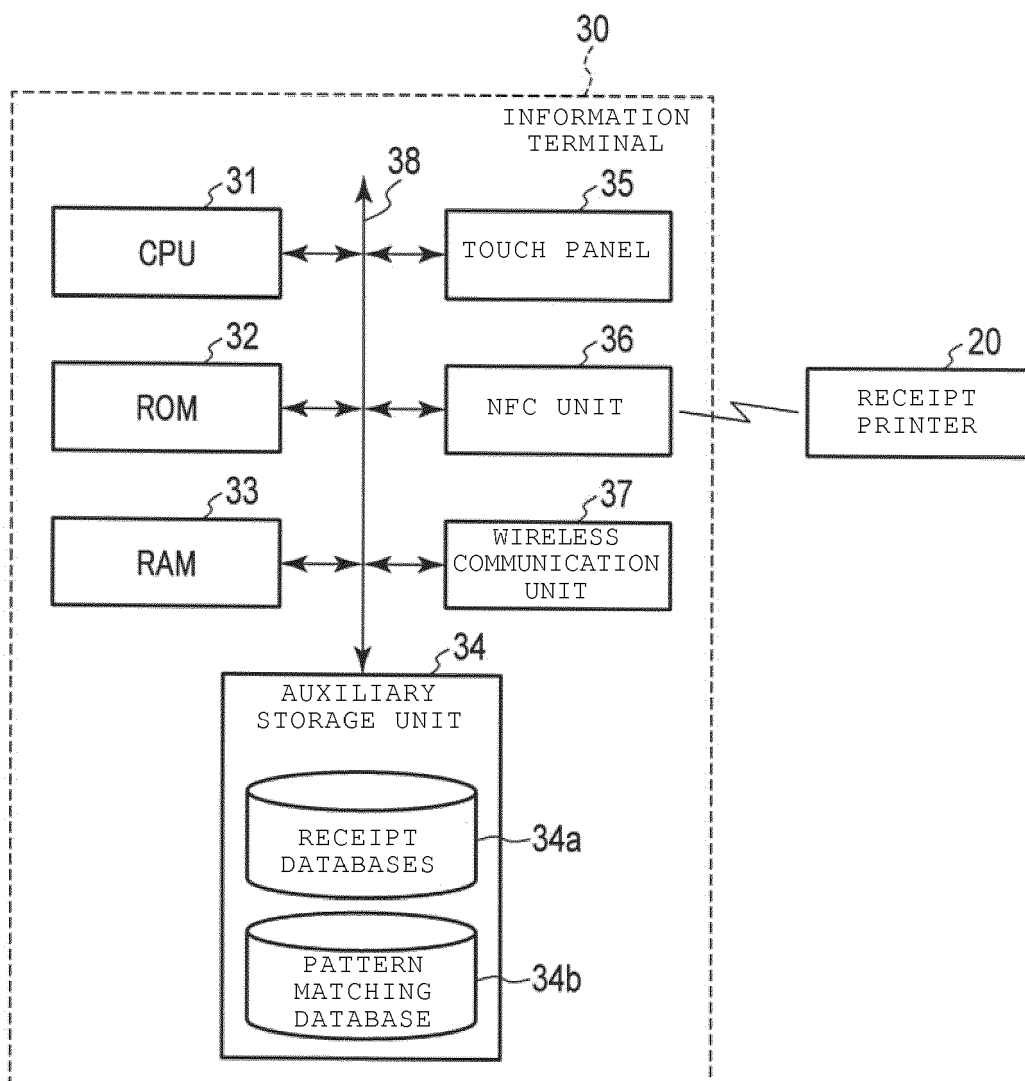 30
INFORMATION
TERMINAL
38
31
CPU
35
TOUCH PANEL
32
ROM
36
NFC UNIT
20
RECEIPT
PRINTER
33
RAM
37
WIRELESS
COMMUNICATION
UNIT
34
AUXILIARY
STORAGE UNIT
RECEIPT
DATABASES
34a
PATTERN
MATCHING
DATABASE
34b